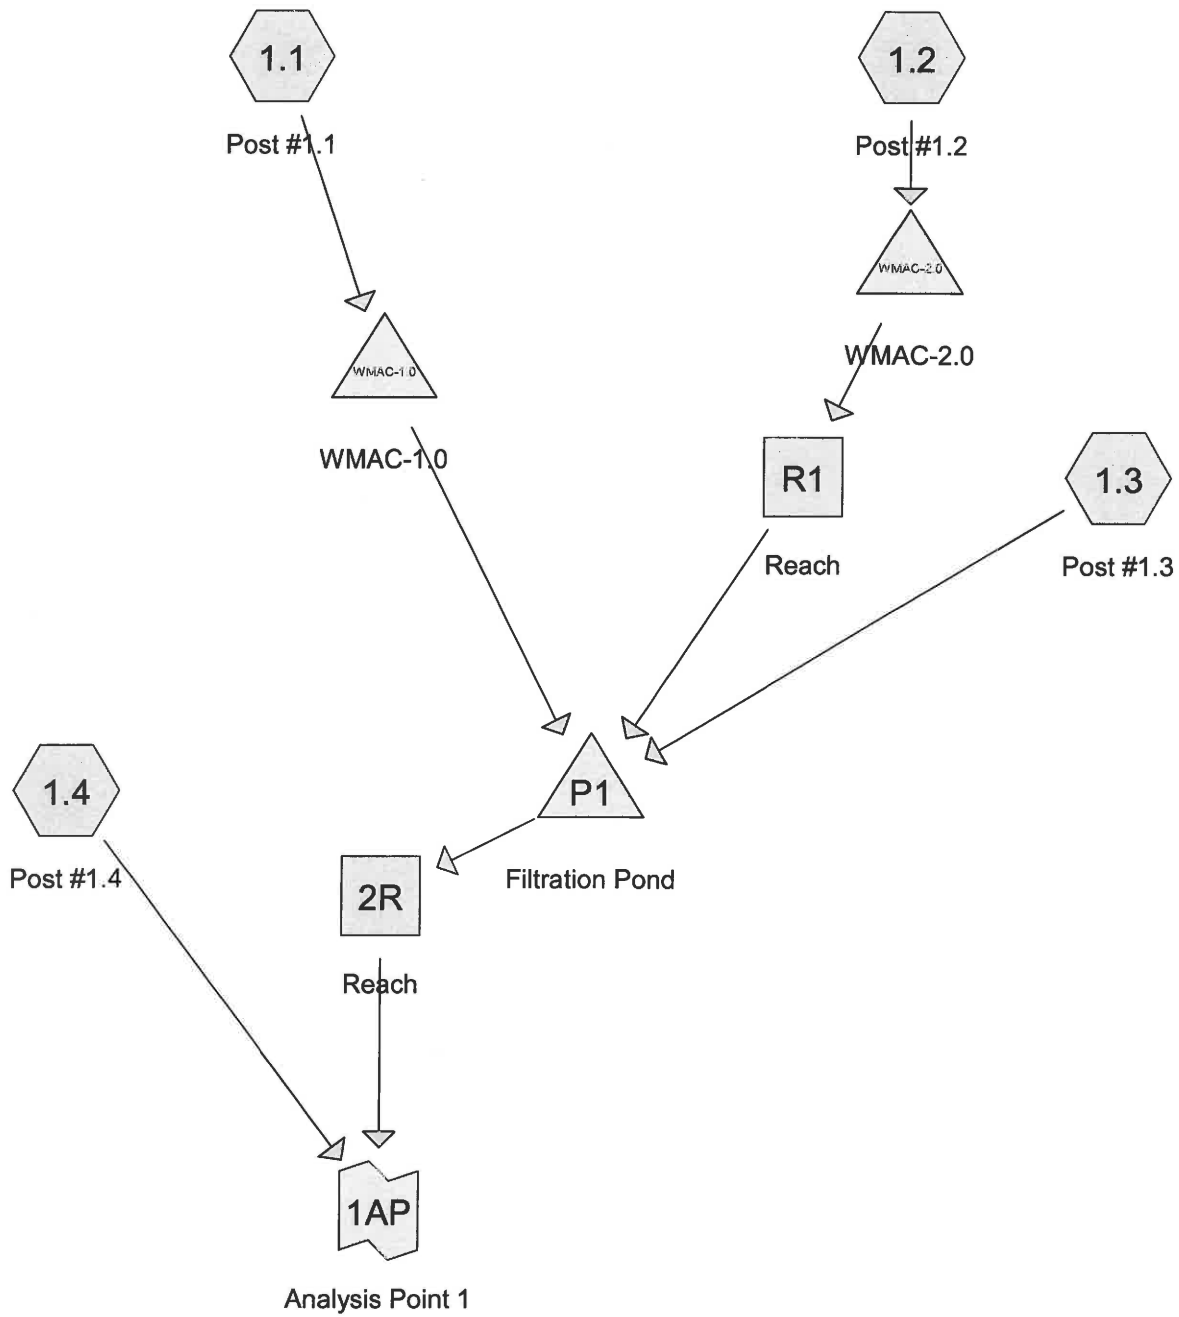 1.1
Post #1.1
1.2
Post #1.2
WMAC-2.0
WMAC-2.0
WMAC-1.0
WMAC-1.0
R1
Reach
1.3
Post #1.3
1.4
Post #1.4
P1
Filtration Pond
2R
Reach
1AP
Analysis Point 1